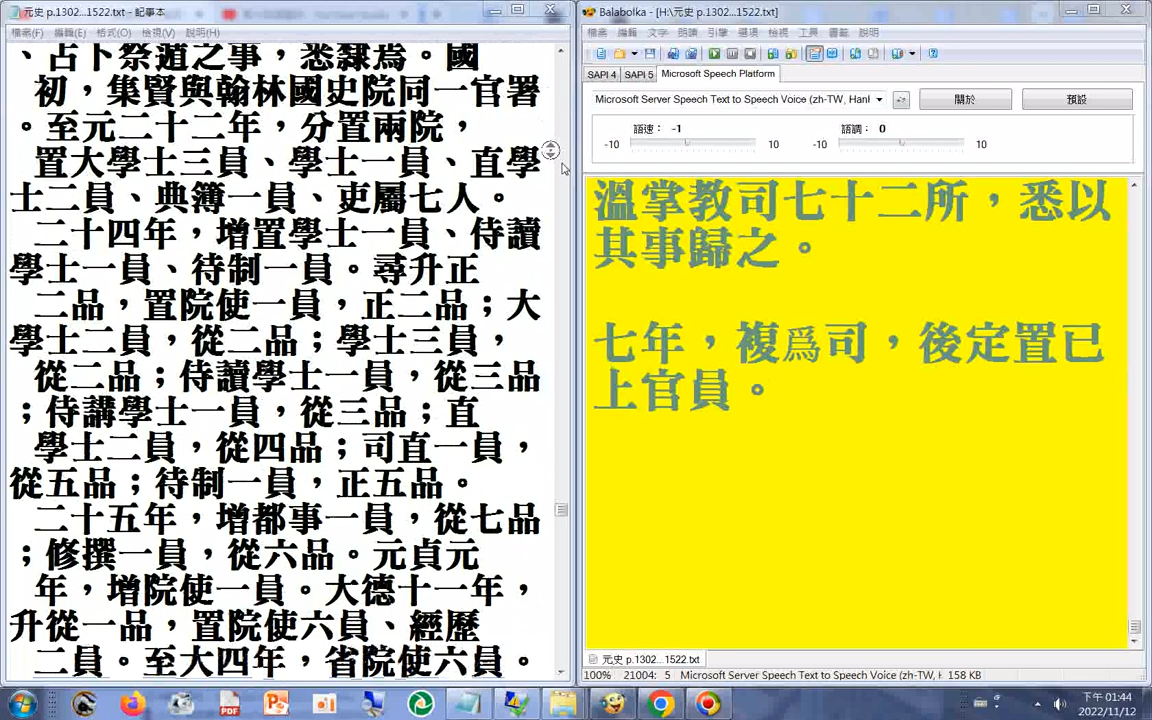 元史 p.1302...1522.txt - 記事本
檔案(F) 編輯(E) 格式(O) 檢視(V) 說明(H)
、占卜祭遁之事，悉隸焉。國
初，集賢與翰林國史院同一官署
。至元二十二年，分置兩院，
置大學士三員、學士一員、直學
士二員、典簿一員、吏屬七人。
二十四年，增置學士一員、侍讀
學士一員、待制一員。尋升正
二品，置院使一員，正二品；大
學士二員，從二品；學士三員，
從二品；侍讀學士一員，從三品
；侍講學士一員，從三品；直
學士二員，從四品；司直一員，
從五品；待制一員，正五品。
二十五年，增都事一員，從七品
；修撰一員，從六品。元貞元
年，增院使一員。大德十一年，
升從一品，置院使六員、經歷
二員。至大四年，省院使六員。
Balabolka - [H:\元史 p.1302...1522.txt]
檔案 編輯 文字 朗讀 引擎 選項 檢視 工具 書籤 說明
SAPI 4 SAPI 5 Microsoft Speech Platform
Microsoft Server Speech Text to Speech Voice (zh-TW, Hanl
關於 預設
語速： -1 語調： 0
-10 10 -10 10
溫掌教司七十二所，悉以
其事歸之。
七年，複爲司，後定置已
上官員。
元史 p.1302...1522.txt
100% 21004: 5 Microsoft Server Speech Text to Speech Voice (zh-TW, H 158 KB
下午 01:44
2022/11/12